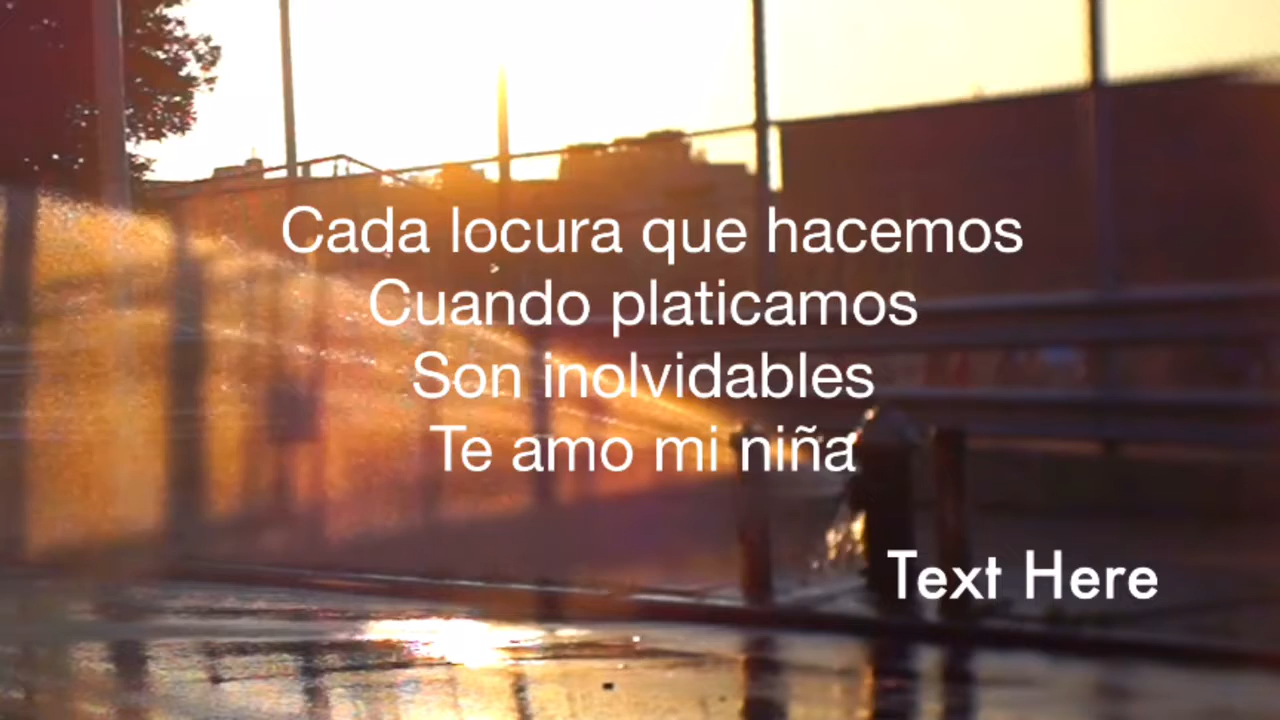 Cada locura que hacemos
Cuando platicamos
Son inolvidables
Te amo mi niña
Text Here